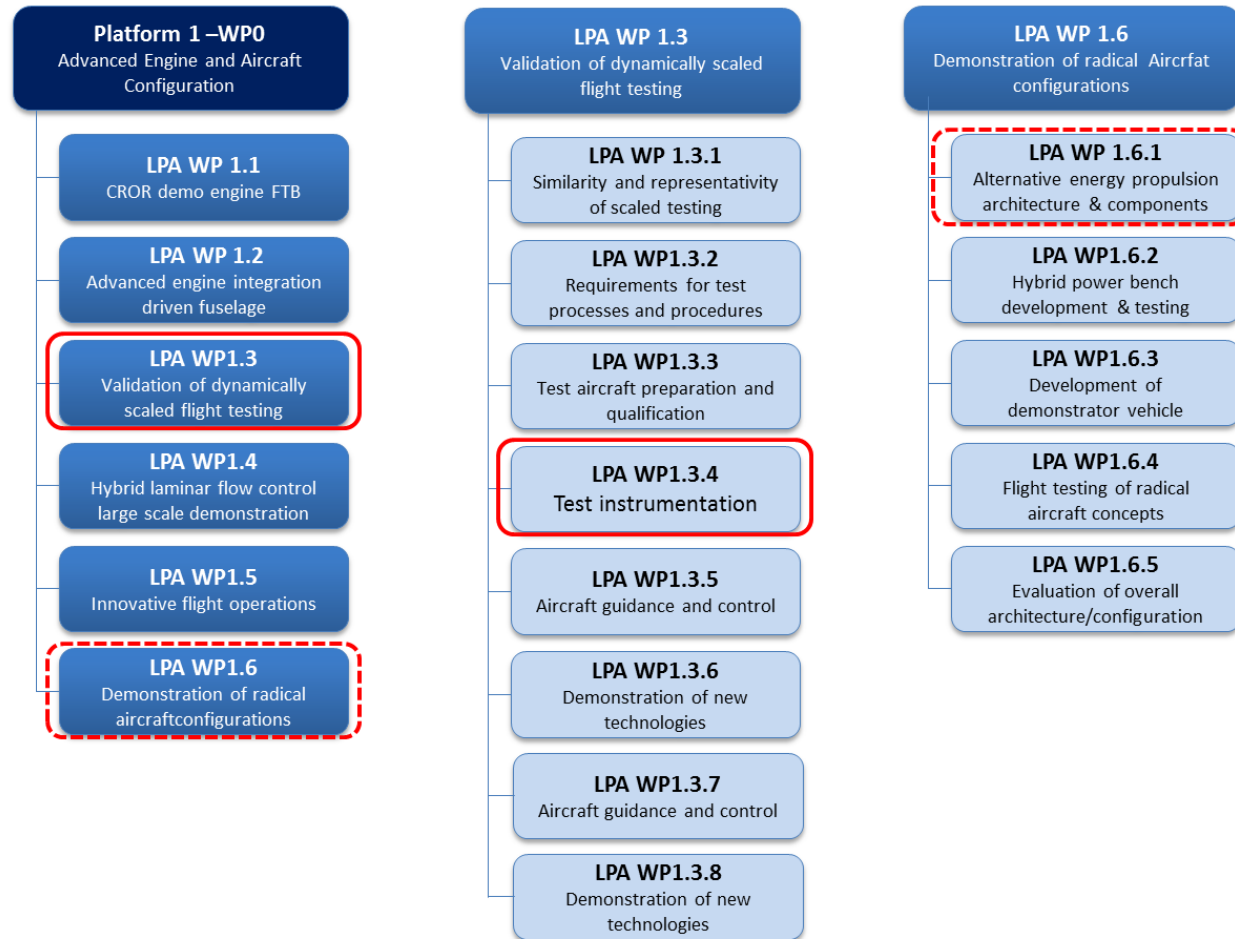 Platform 1 –WP0
Advanced Engine and Aircraft
Configuration
LPA WP 1.1
CROR demo engine FTB
LPA WP 1.2
Advanced engine integration
driven fuselage
LPA WP1.3
Validation of dynamically
scaled flight testing
LPA WP1.4
Hybrid laminar flow control
large scale demonstration
LPA WP1.5
Innovative flight operations
LPA WP1.6
Demonstration of radical
aircraftconfigurations
LPA WP 1.3
Validation of dynamically scaled
flight testing
LPA WP 1.3.1
Similarity and representativity
of scaled testing
LPA WP1.3.2
Requirements for test
processes and procedures
LPA WP1.3.3
Test aircraft preparation and
qualification
LPA WP1.3.4
Test instrumentation
LPA WP1.3.5
Aircraft guidance and control
LPA WP1.3.6
Demonstration of new
technologies
LPA WP1.3.7
Aircraft guidance and control
LPA WP1.3.8
Demonstration of new
technologies
LPA WP 1.6
Demonstration of radical Aircrfat
configurations
LPA WP 1.6.1
Alternative energy propulsion
architecture & components
LPA WP1.6.2
Hybrid power bench
development & testing
LPA WP1.6.3
Development of
demonstrator vehicle
LPA WP1.6.4
Flight testing of radical
aircraft concepts
LPA WP1.6.5
Evaluation of overall
architecture/configuration